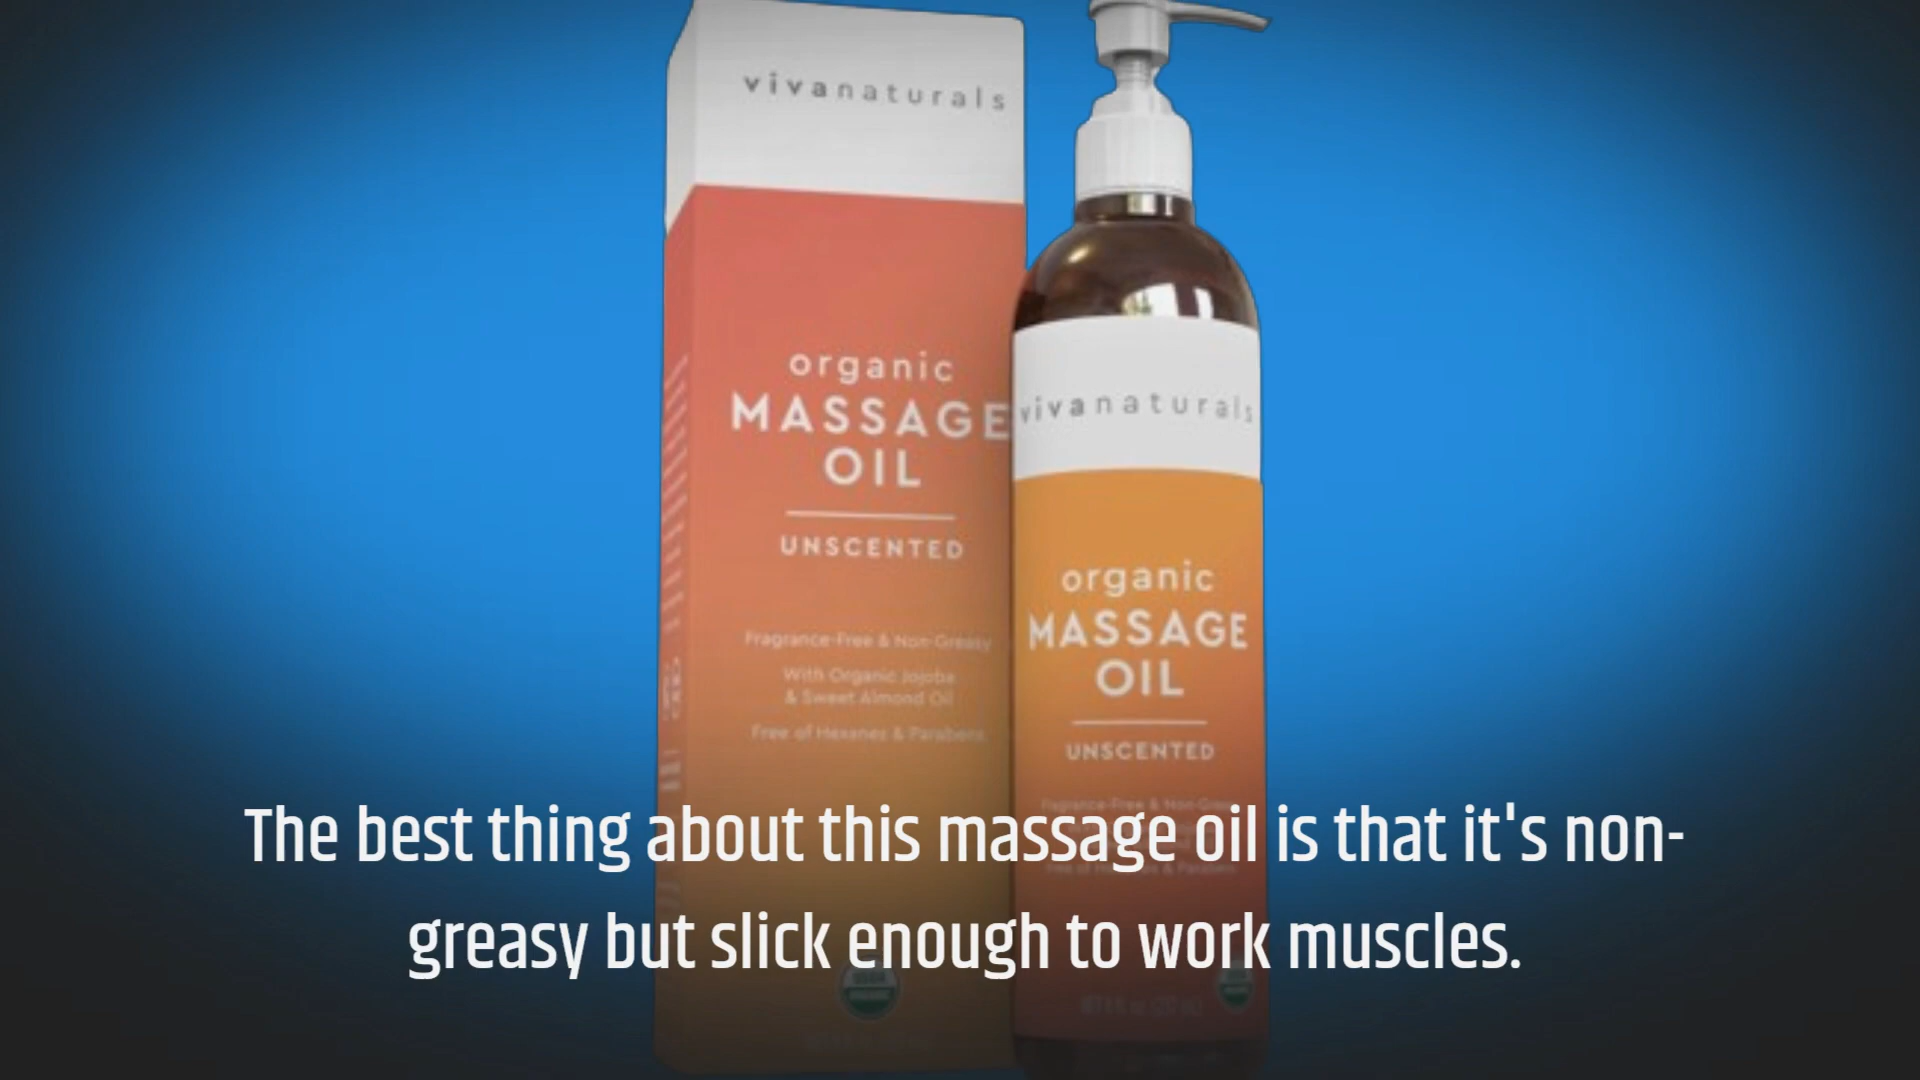 vivanaturals
organic
MASSAGE
OIL
UNSCENTED
Fragrance-Free & Non-Greasy
With Organic Jojoba
& Sweet Almond Oil
Free of Hexanes & Parabens
vivanaturals
organic
MASSAGE
OIL
UNSCENTED
The best thing about this massage oil is that it's non-
greasy but slick enough to work muscles.